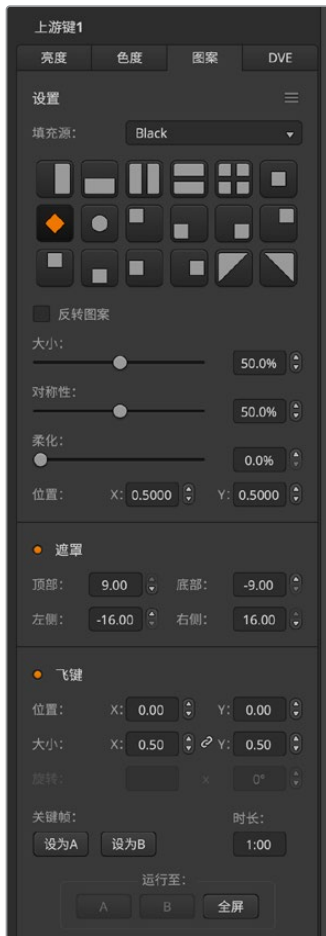 上游键1
亮度 色度 图案 DVE
设置
填充源: Black
反转图案
大小:
50.0%
对称性:
50.0%
柔化:
0.0%
位置: X: 0.5000 Y: 0.5000
遮罩
顶部: 9.00 底部: -9.00
左侧: -16.00 右侧: 16.00
飞键
位置: X: 0.00 Y: 0.00
大小: X: 0.50 Y: 0.50
旋转: x 0°
关键帧: 时长:
设为A 设为B 1:00
运行至:
A B 全屏